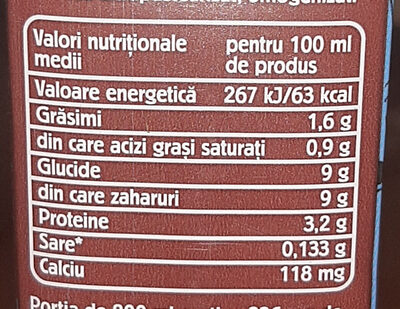 Valori nutriționale medii pentru 100 ml de produs
Valoare energetică 267 kJ/63 kcal
Grăsimi 1,6 g
din care acizi grași saturați 0,9 g
Glucide 9 g
din care zaharuri 9 g
Proteine 3,2 g
Sare* 0,133 g
Calciu 118 mg